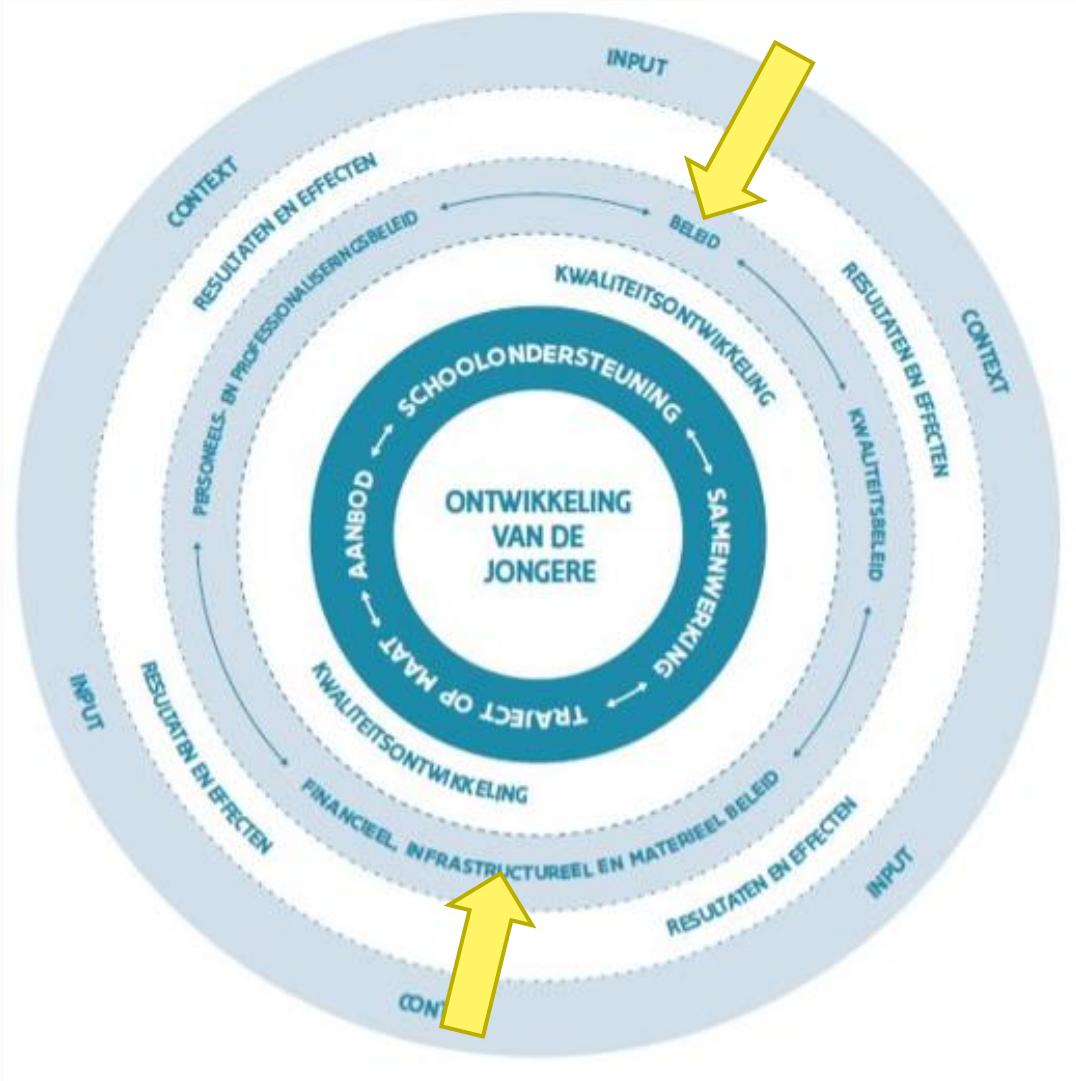 INPUT
CONTEXT
RESULTATEN EN EFFECTEN
PERSONEELS- EN PROFESSIONALISERINGSBELEID
BELEID
KWALITEITSONTWIKKELING
RESULTATEN EN EFFECTEN
CONTEXT
KWALITEITSBELEID
SCHOOLONDERSTEUNING
SAMENWERKING
TRAJECT OP MAAT
AANBOD
ONTWIKKELING
VAN DE
JONGERE
KWALITEITSONTWIKKELING
FINANCIEEL, INFRASTRUCTUREEL EN MATERIEEL BELEID
INPUT
RESULTATEN EN EFFECTEN
RESULTATEN EN EFFECTEN
INPUT
CONT